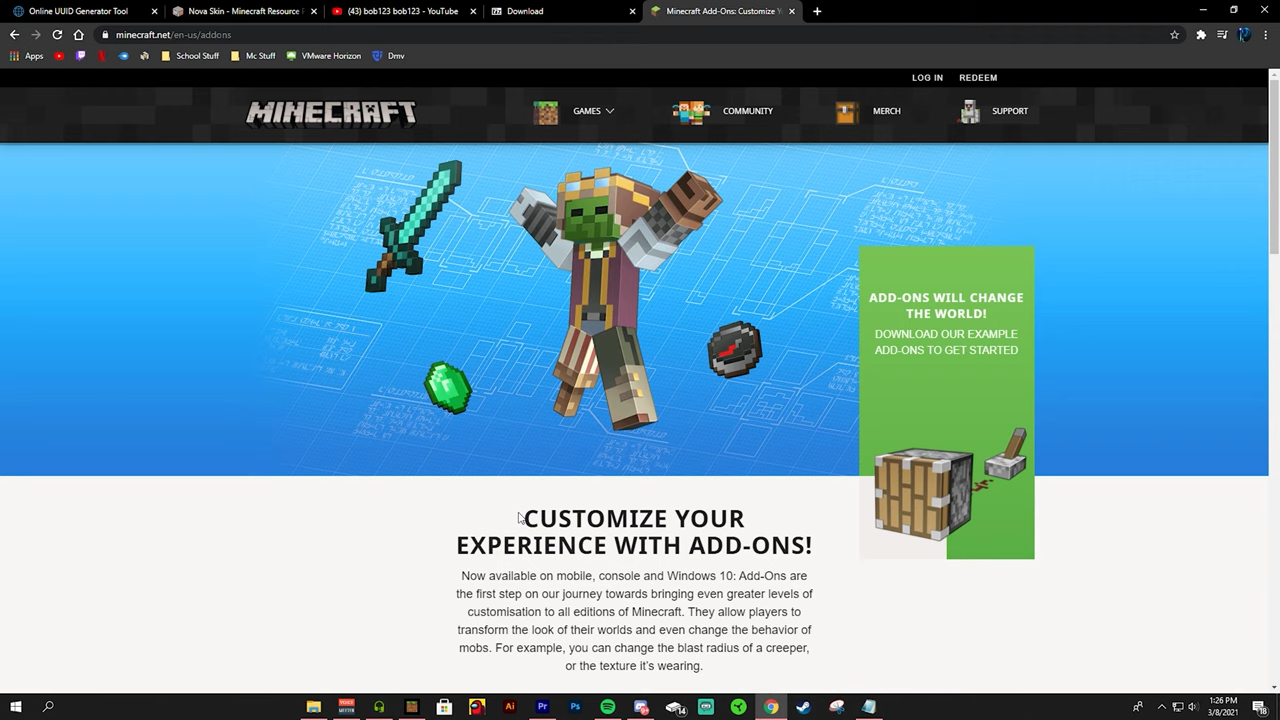 Online UUID Generator Tool
Nova Skin - Minecraft Resource P
(43) bob123 bob123 - YouTube
Download
Minecraft Add-Ons: Customize Y
minecraft.net/en-us/addons
Apps
School Stuff
Mc Stuff
VMware Horizon
Dmv
LOG IN
REDEEM
MINECRAFT
GAMES
COMMUNITY
MERCH
SUPPORT
ADD-ONS WILL CHANGE
THE WORLD!
DOWNLOAD OUR EXAMPLE
ADD-ONS TO GET STARTED
CUSTOMIZE YOUR
EXPERIENCE WITH ADD-ONS!
Now available on mobile, console and Windows 10: Add-Ons are
the first step on our journey towards bringing even greater levels of
customisation to all editions of Minecraft. They allow players to
transform the look of their worlds and even change the behavior of
mobs. For example, you can change the blast radius of a creeper,
or the texture it's wearing.
Ai
Pr
Ps
14
1:26 PM
3/8/2021
18